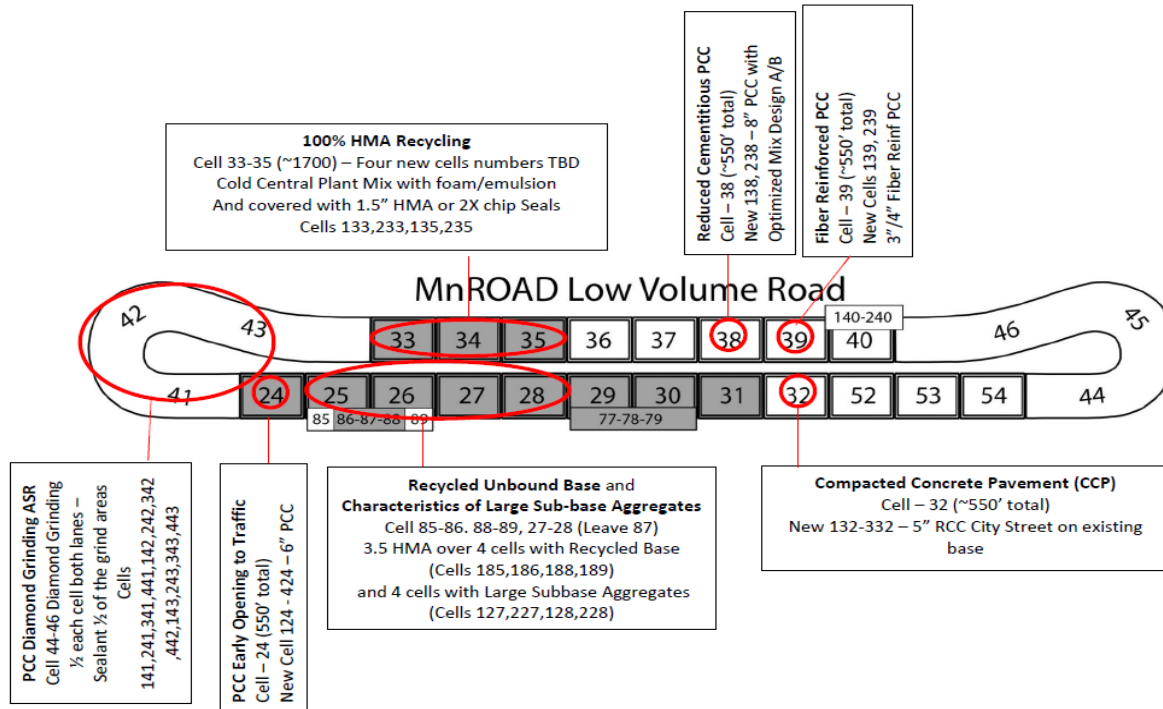 100% HMA Recycling
Cell 33-35 (~1700) – Four new cells numbers TBD
Cold Central Plant Mix with foam/emulsion
And covered with 1.5” HMA or 2X chip Seals
Cells 133,233,135,235
Reduced Cementitious PCC
Cell – 38 (~550’ total)
New 138, 238 – 8” PCC with
Optimized Mix Design A/B
Fiber Reinforced PCC
Cell – 39 (~550’ total)
New Cells 139, 239
3”/4” Fiber Reinf PCC
MnROAD Low Volume Road
140-240
42
43
33
34
35
36
37
38
39
40
46
45
41
24
25
26
27
28
29
30
31
32
52
53
54
44
85
86-87-88
89
77-78-79
PCC Diamond Grinding ASR
Cell 44-46 Diamond Grinding
½ each cell both lanes –
Sealant ½ of the grind areas
Cells
141,241,341,441,142,242,342
,442,143,243,343,443
PCC Early Opening to Traffic
Cell – 24 (550’ total)
New Cell 124 - 424 – 6” PCC
Recycled Unbound Base and
Characteristics of Large Sub-base Aggregates
Cell 85-86. 88-89, 27-28 (Leave 87)
3.5 HMA over 4 cells with Recycled Base
(Cells 185,186,188,189)
and 4 cells with Large Subbase Aggregates
(Cells 127,227,128,228)
Compacted Concrete Pavement (CCP)
Cell – 32 (~550’ total)
New 132-332 – 5” RCC City Street on existing
base